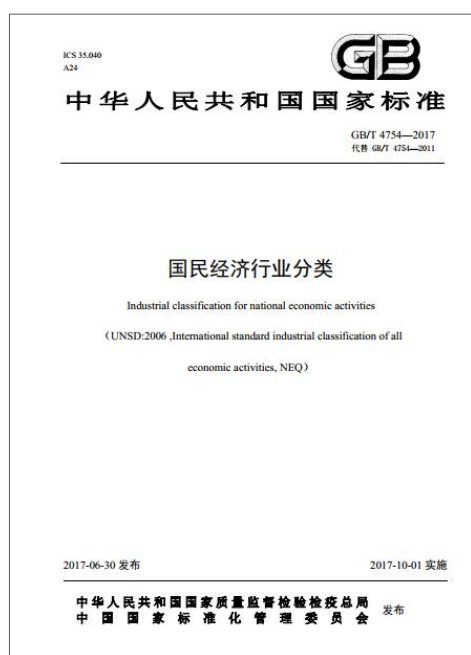 ICS 35.040
A24
GB
中华人民共和国国家标准
GB/T 4754—2017
代替 GB/T 4754—2011
国民经济行业分类
Industrial classification for national economic activities
（UNSD:2006 ,International standard industrial classification of all
economic activities, NEQ）
2017-06-30 发布
2017-10-01 实施
中华人民共和国国家质量监督检验检疫总局
中国国家标准化管理委员会
发布